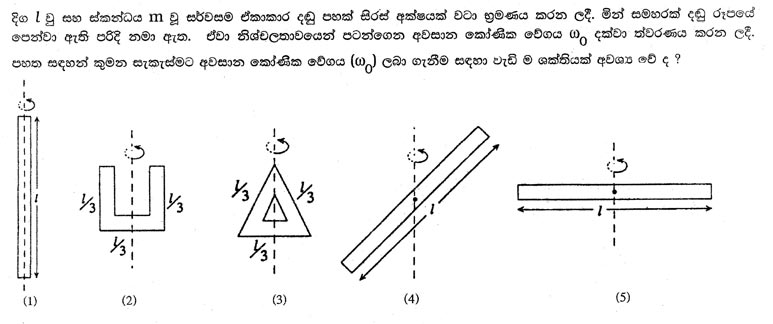 දිග l වූ සහ ස්කන්ධය m වූ සර්වසම ඒකාකාර දඬු පහක් සිරස් අක්ෂයක් වටා භ්‍රමණය කරන ලදී. මින් සමහරක් දඬු රූපයේ
පෙන්වා ඇති පරිදි නමා ඇත. ඒවා නිශ්චලතාවයෙන් පටන්ගෙන අවසාන කෝණික වේගය ω0 දක්වා ත්වරණය කරන ලදී.
පහත සඳහන් කුමන සැකැස්මට අවසාන කෝණික වේගය (ω0) ලබා ගැනීම සඳහා වැඩි ම ශක්තියක් අවශ්‍ය වේ ද ?
l
l/3 l/3
l/3
l/3 l/3
l/3
l
l
(1) (2) (3) (4) (5)